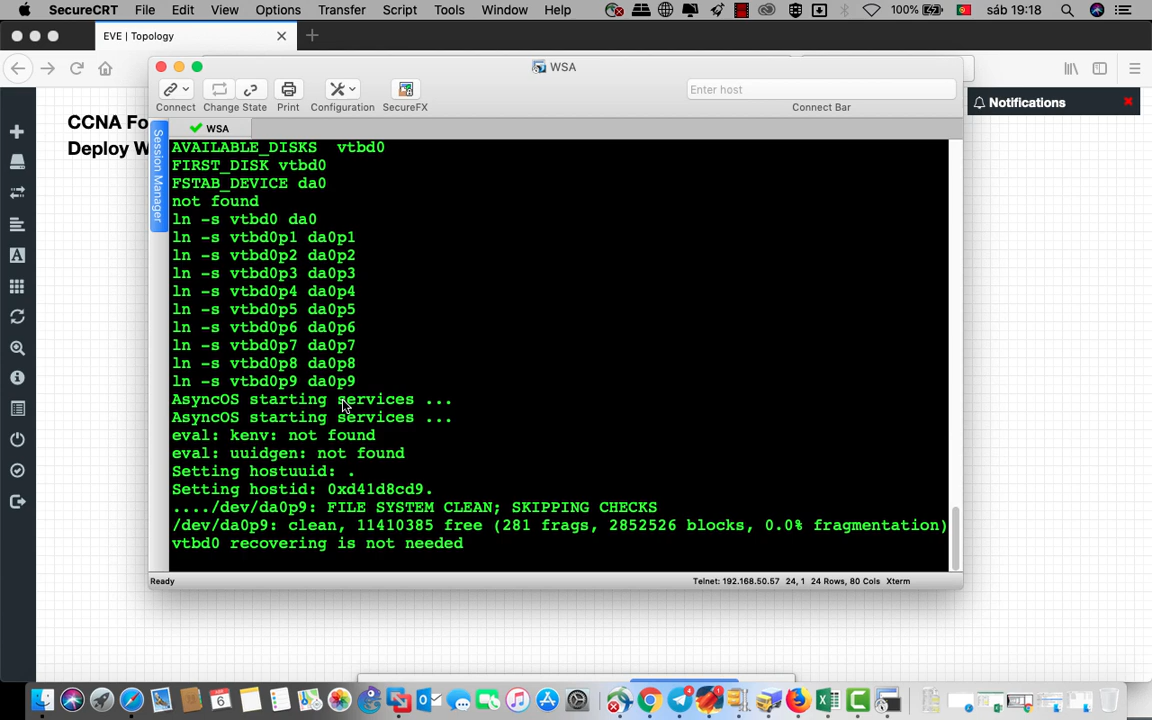 SecureCRT File Edit View Options Transfer Script Tools Window Help 100% sáb 19:18
EVE | Topology
WSA
Enter host
Connect Change State Print Configuration SecureFX Connect Bar
Notifications
CCNA Fo
Deploy W
Session Manager
WSA
AVAILABLE_DISKS vtbd0
FIRST_DISK vtbd0
FSTAB_DEVICE da0
not found
ln -s vtbd0 da0
ln -s vtbd0p1 da0p1
ln -s vtbd0p2 da0p2
ln -s vtbd0p3 da0p3
ln -s vtbd0p4 da0p4
ln -s vtbd0p5 da0p5
ln -s vtbd0p6 da0p6
ln -s vtbd0p7 da0p7
ln -s vtbd0p8 da0p8
ln -s vtbd0p9 da0p9
AsyncOS starting services ...
AsyncOS starting services ...
eval: kenv: not found
eval: uuidgen: not found
Setting hostuuid: .
Setting hostid: 0xd41d8cd9.
..../dev/da0p9: FILE SYSTEM CLEAN; SKIPPING CHECKS
/dev/da0p9: clean, 11410385 free (281 frags, 2852526 blocks, 0.0% fragmentation)
vtbd0 recovering is not needed
Ready Telnet: 192.168.50.57 24, 1 24 Rows, 80 Cols Xterm